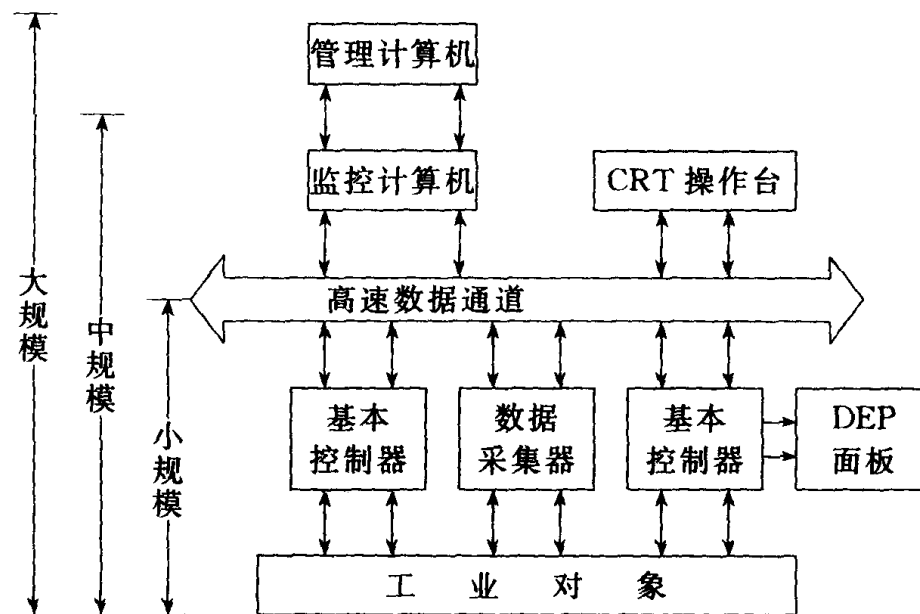 管理计算机
监控计算机
CRT 操作台
高速数据通道
大规模
中规模
小规模
基本
控制器
数据
采集器
基本
控制器
DEP
面板
工业对象